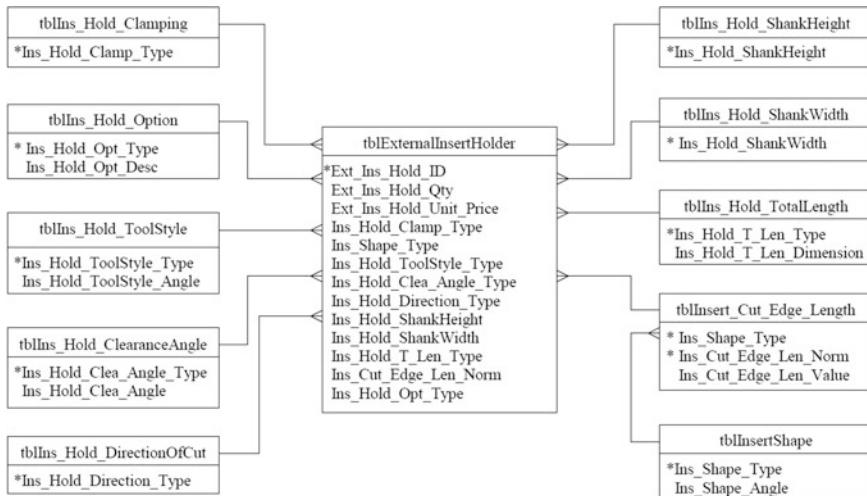 tblIns_Hold_Clamping
*Ins_Hold_Clamp_Type
tblIns_Hold_Option
* Ins_Hold_Opt_Type
Ins_Hold_Opt_Desc
tblIns_Hold_ToolStyle
*Ins_Hold_ToolStyle_Type
Ins_Hold_ToolStyle_Angle
tblIns_Hold_ClearanceAngle
*Ins_Hold_Clea_Angle_Type
Ins_Hold_Clea_Angle
tblIns_Hold_DirectionOfCut
*Ins_Hold_Direction_Type
tblExternalInsertHolder
*Ext_Ins_Hold_ID
Ext_Ins_Hold_Qty
Ext_Ins_Hold_Unit_Price
Ins_Hold_Clamp_Type
Ins_Shape_Type
Ins_Hold_ToolStyle_Type
Ins_Hold_Clea_Angle_Type
Ins_Hold_Direction_Type
Ins_Hold_ShankHeight
Ins_Hold_ShankWidth
Ins_Hold_T_Len_Type
Ins_Cut_Edge_Len_Norm
Ins_Hold_Opt_Type
tblIns_Hold_ShankHeight
*Ins_Hold_ShankHeight
tblIns_Hold_ShankWidth
* Ins_Hold_ShankWidth
tblIns_Hold_TotalLength
*Ins_Hold_T_Len_Type
Ins_Hold_T_Len_Dimension
tblInsert_Cut_Edge_Length
* Ins_Shape_Type
* Ins_Cut_Edge_Len_Norm
Ins_Cut_Edge_Len_Value
tblInsertShape
*Ins_Shape_Type
Ins_Shape_Angle